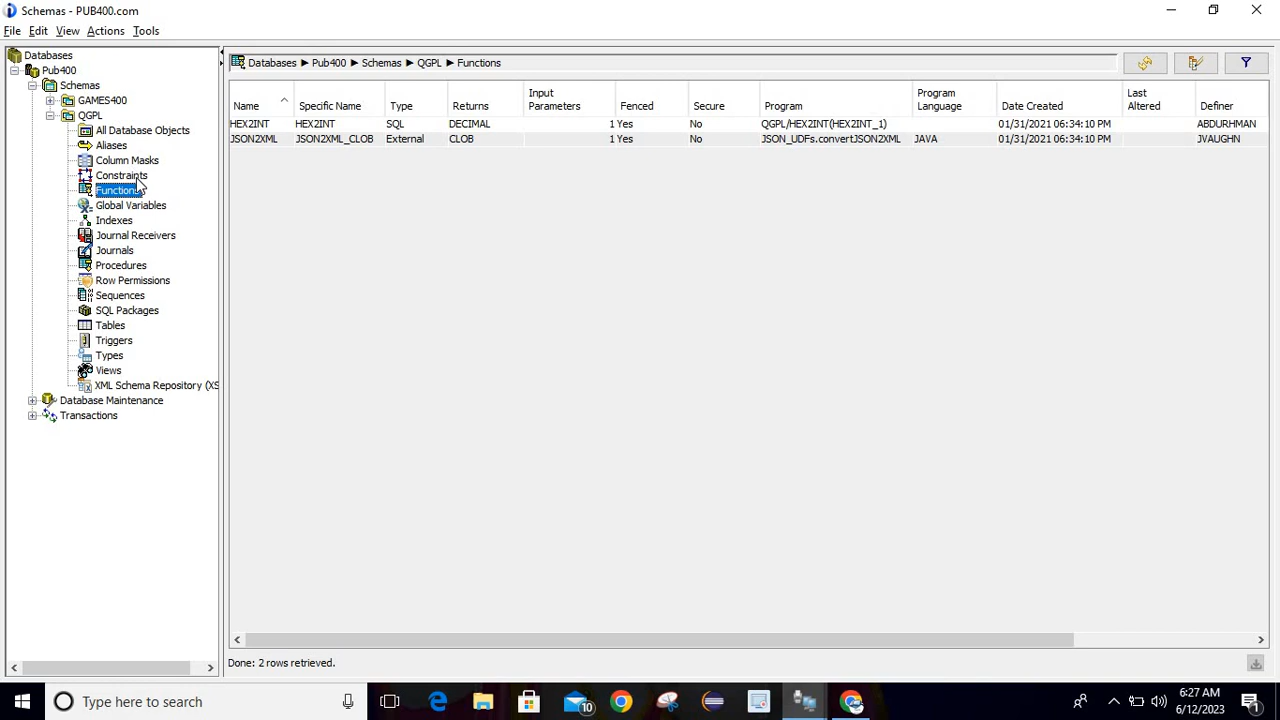 Schemas - PUB400.com
File Edit View Actions Tools
Databases
Pub400
Schemas
GAMES400
QGPL
All Database Objects
Aliases
Column Masks
Constraints
Functions
Global Variables
Indexes
Journal Receivers
Journals
Procedures
Row Permissions
Sequences
SQL Packages
Tables
Triggers
Types
Views
XML Schema Repository (XS
Database Maintenance
Transactions
Databases Pub400 Schemas QGPL Functions
Name Specific Name Type Returns Input Parameters Fenced Secure Program Program Language Date Created Last Altered Definer
HEX2INT HEX2INT SQL DECIMAL 1 Yes No QGPL/HEX2INT(HEX2INT_1) 01/31/2021 06:34:10 PM ABDURHMAN
JSON2XML JSON2XML_CLOB External CLOB 1 Yes No JSON_UDFs.convertJSON2XML JAVA 01/31/2021 06:34:10 PM JVAUGHN
Done: 2 rows retrieved.
Type here to search
10
6:27 AM
6/12/2023
1